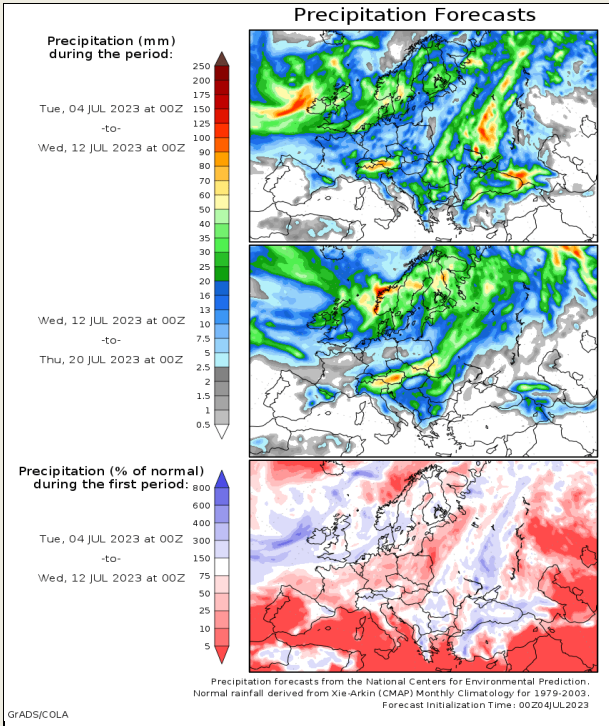 Precipitation Forecasts
Precipitation (mm)
during the period:
250
200
175
150
125
100
90
80
70
60
50
40
35
30
25
20
16
13
10
7.5
5
2.5
2
1.5
1
0.5
Tue, 04 JUL 2023 at 00Z
-to-
Wed, 12 JUL 2023 at 00Z
Wed, 12 JUL 2023 at 00Z
-to-
Thu, 20 JUL 2023 at 00Z
Precipitation (% of normal)
during the first period:
800
600
400
300
150
75
50
25
10
5
Tue, 04 JUL 2023 at 00Z
-to-
Wed, 12 JUL 2023 at 00Z
Precipitation forecasts from the National Centers for Environmental Prediction.
Normal rainfall derived from Xie-Arkin (CMAP) Monthly Climatology for 1979-2003.
Forecast Initialization Time: 00Z04JUL2023
GrADS/COLA